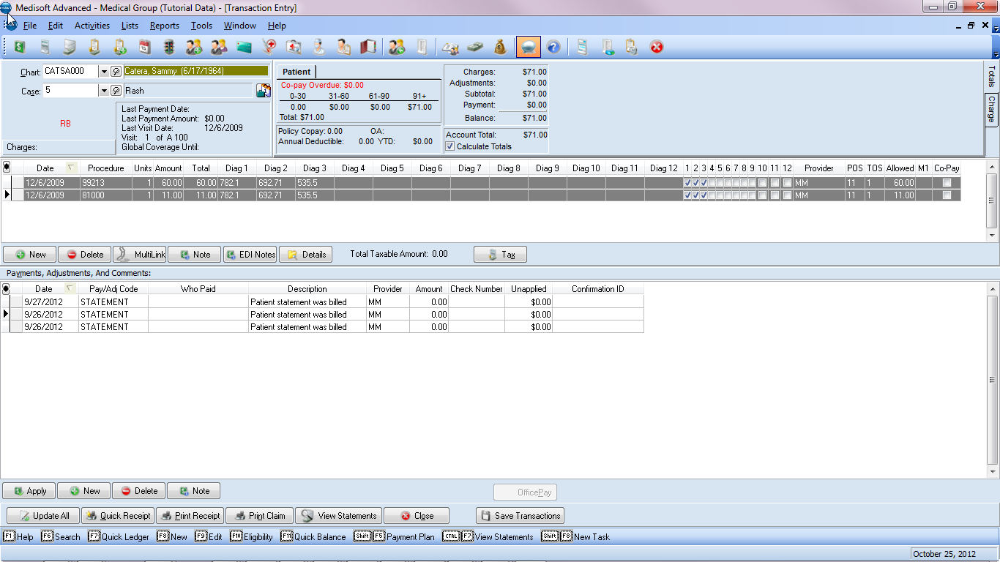 Medisoft Advanced - Medical Group (Tutorial Data) - [Transaction Entry]
File Edit Activities Lists Reports Tools Window Help
Chart: CATSA000 Catera, Sammy (6/17/1964)
Case: 5 Rash
RB
Last Payment Date:
Last Payment Amount: $0.00
Last Visit Date: 12/6/2009
Visit: 1 of A 100
Global Coverage Until:
Charges:
Patient
Co-pay Overdue: $0.00
0-30 31-60 61-90 91+
0.00 $0.00 $0.00 $71.00
Total: $71.00
Policy Copay: 0.00 OA:
Annual Deductible: 0.00 YTD: $0.00
Charges: $71.00
Adjustments: $0.00
Subtotal: $71.00
Payment: $0.00
Balance: $71.00
Account Total: $71.00
Calculate Totals
Totals
Charge
Date Procedure Units Amount Total Diag 1 Diag 2 Diag 3 Diag 4 Diag 5 Diag 6 Diag 7 Diag 8 Diag 9 Diag 10 Diag 11 Diag 12 1 2 3 4 5 6 7 8 9 10 11 12 Provider POS TOS Allowed M1 Co-Pay
12/6/2009 99213 1 60.00 60.00 782.1 692.71 535.5 MM 11 1 60.00
12/6/2009 81000 1 11.00 11.00 782.1 692.71 535.5 MM 11 1 11.00
New Delete MultiLink Note EDI Notes Details Total Taxable Amount: 0.00 Tax
Payments, Adjustments, And Comments:
Date Pay/Adj Code Who Paid Description Provider Amount Check Number Unapplied Confirmation ID
9/27/2012 STATEMENT Patient statement was billed MM 0.00 $0.00
9/26/2012 STATEMENT Patient statement was billed MM 0.00 $0.00
9/26/2012 STATEMENT Patient statement was billed MM 0.00 $0.00
Apply New Delete Note OfficePay
Update All Quick Receipt Print Receipt Print Claim View Statements Close Save Transactions
F1 Help F6 Search F7 Quick Ledger F8 New F9 Edit F10 Eligibility F11 Quick Balance Shift F5 Payment Plan CTRL F7 View Statements Shift F8 New Task
October 25, 2012